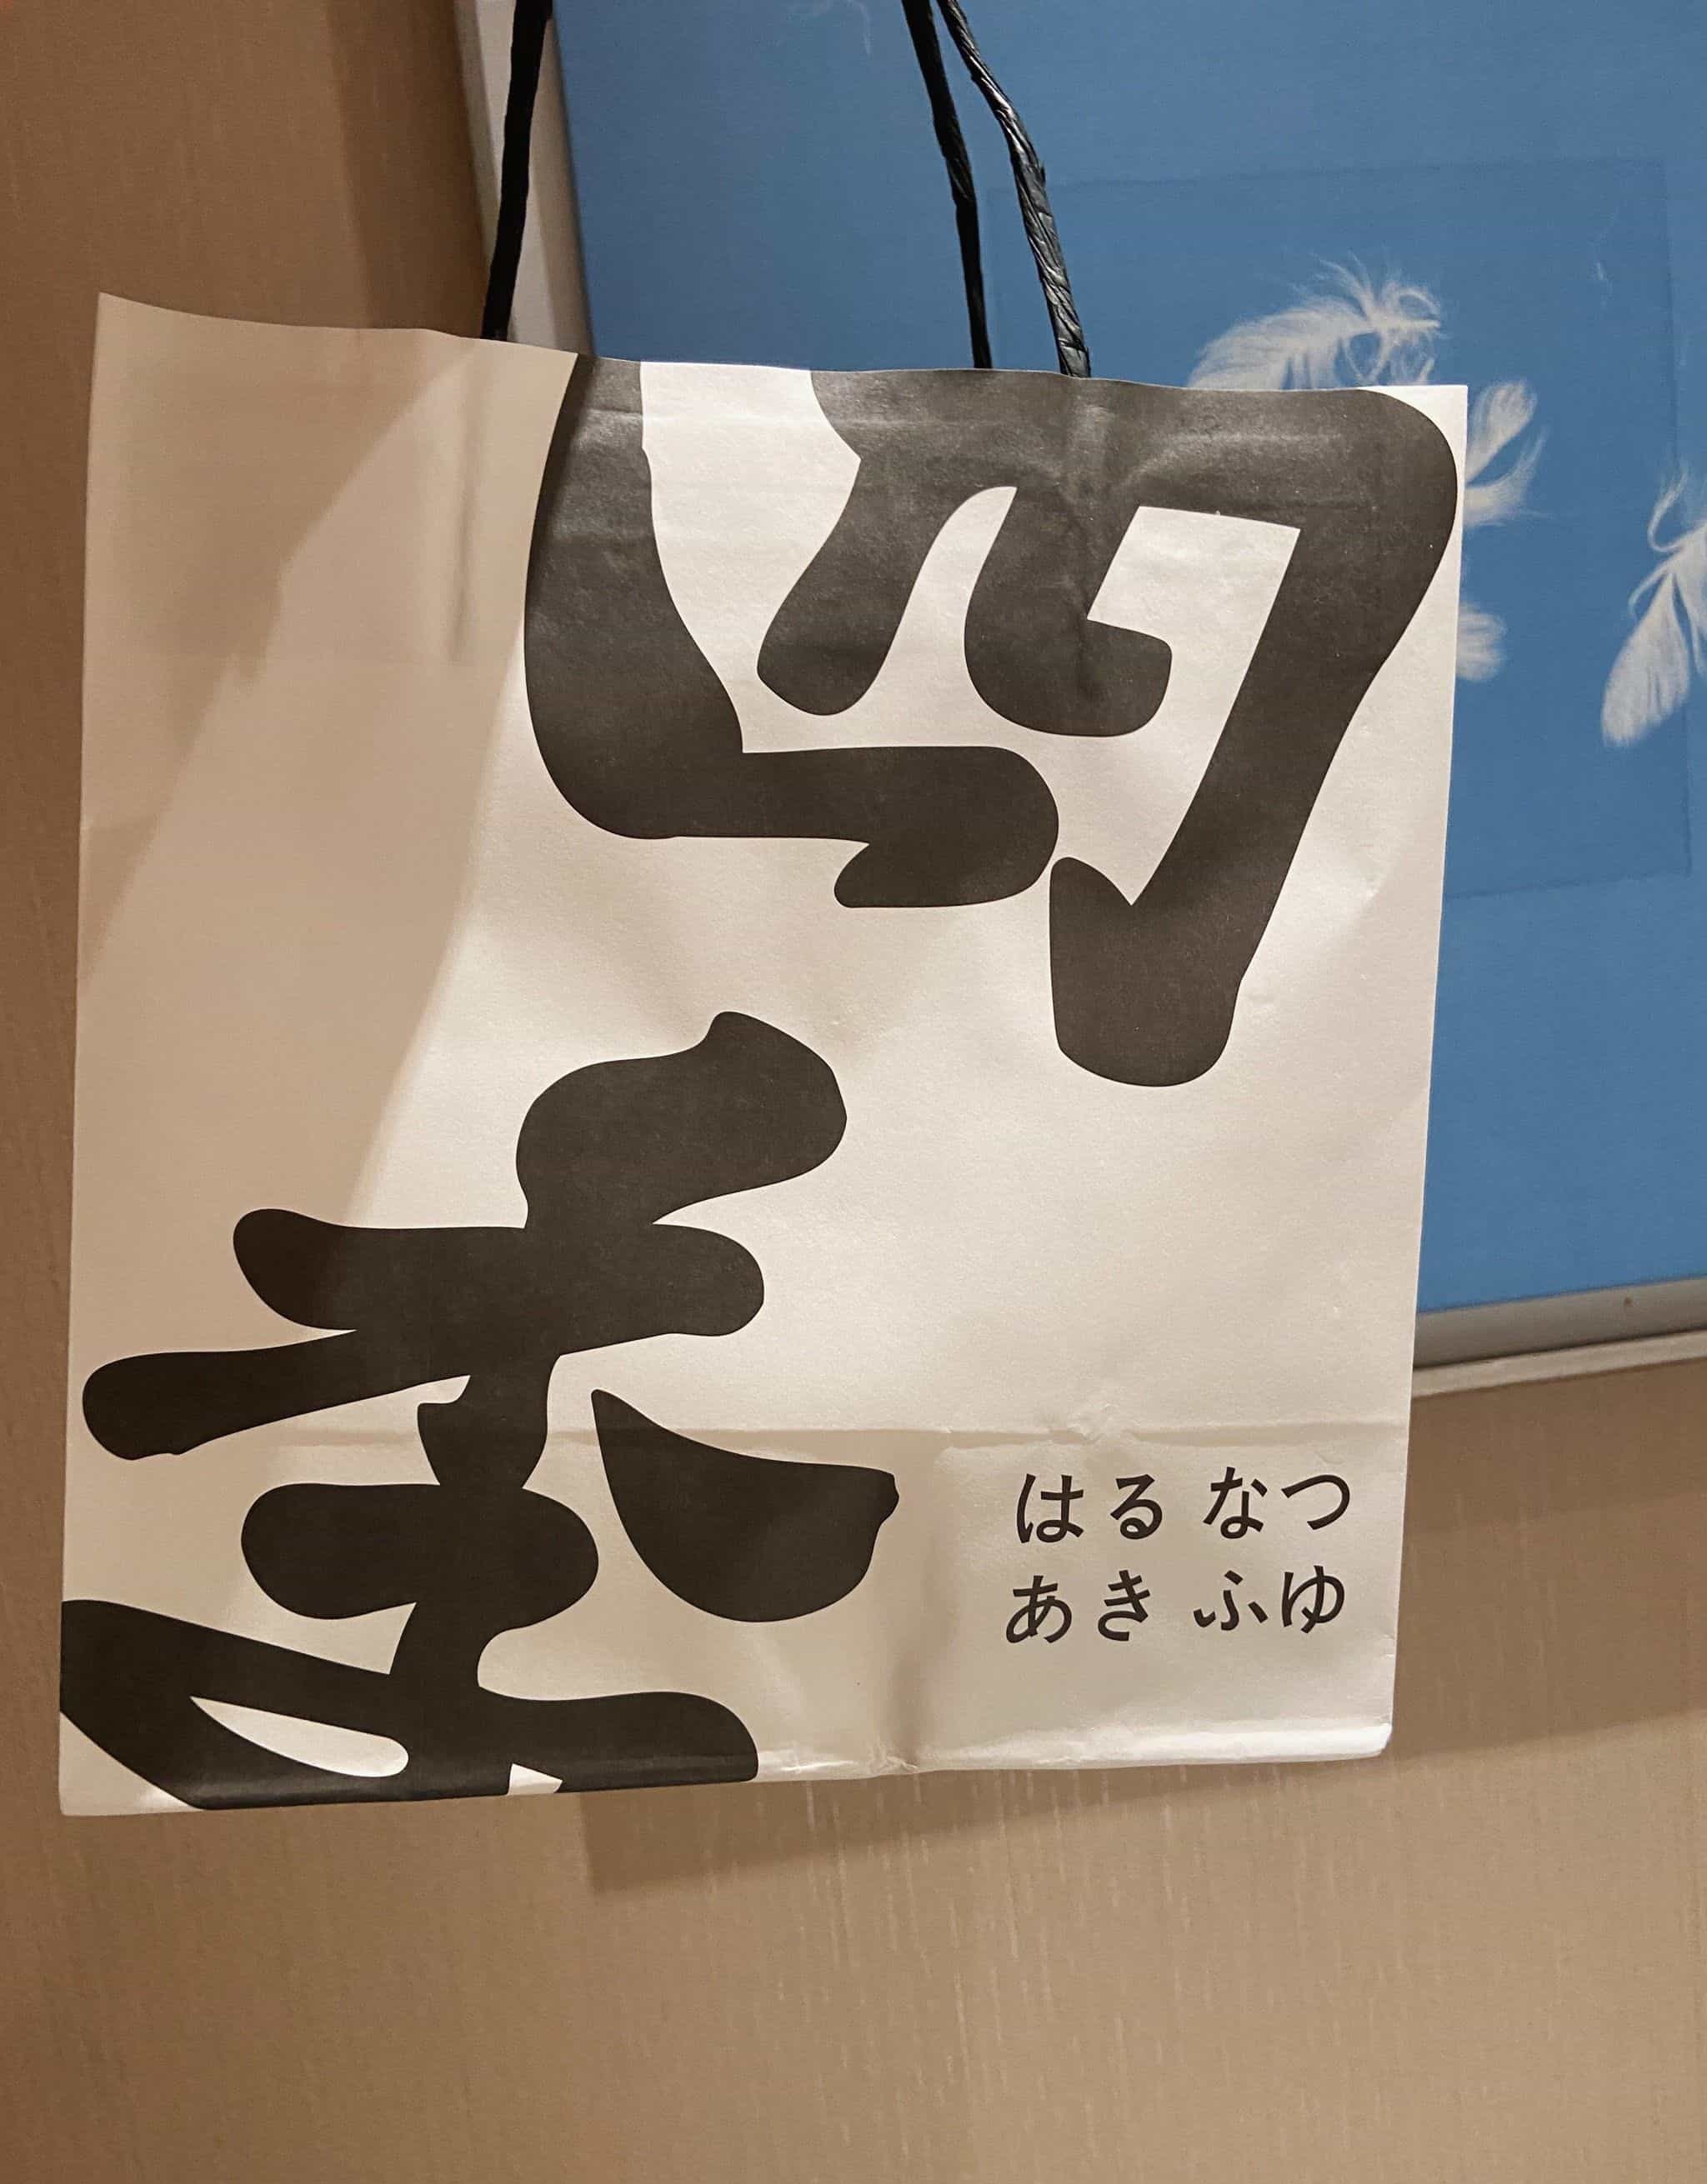 四季
はる なつ
あき ふゆ